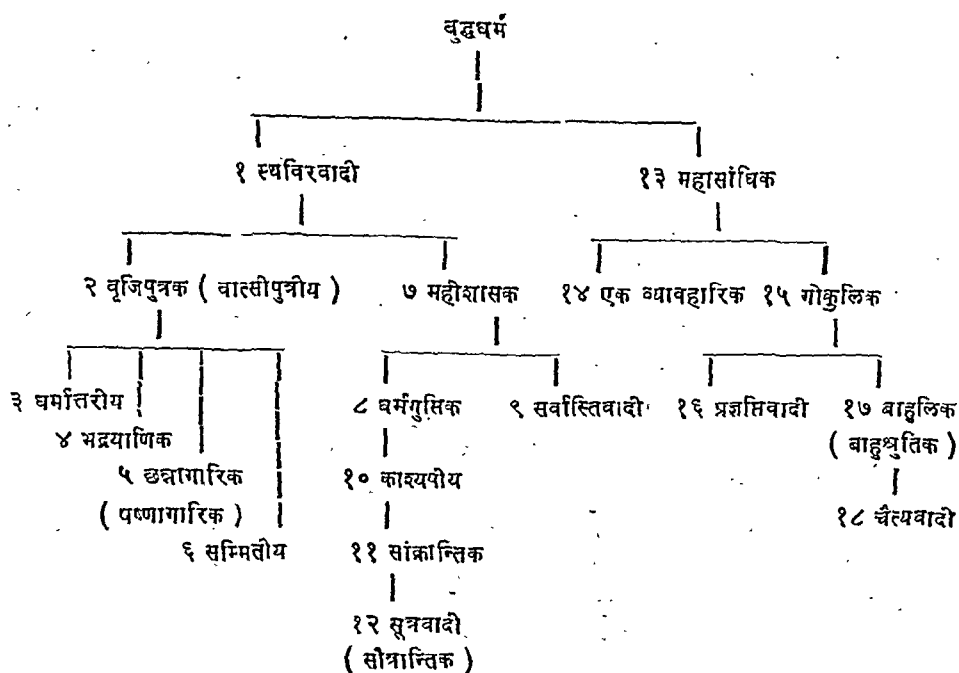 बुद्धधर्म
१ स्थविरवादी १३ महासांघिक
२ वृजिपुत्रक ( वात्सीपुत्रीय ) ७ महीशासक १४ एक व्यावहारिक १५ गोकुलिक
३ धर्मोत्तरीय ८ धर्मगुप्तिक ९ सर्वास्तिवादी १६ प्रज्ञप्तिवादी १७ बाहुलिक
४ भद्रयाणिक ( बाहुश्रुतिक )
५ छन्नागारिक १० काश्यपीय
( षण्णागारिक ) १८ चैत्यवादी
६ सम्मितीय ११ सांक्रान्तिक
१२ सूत्रवादी
( सौत्रान्तिक )